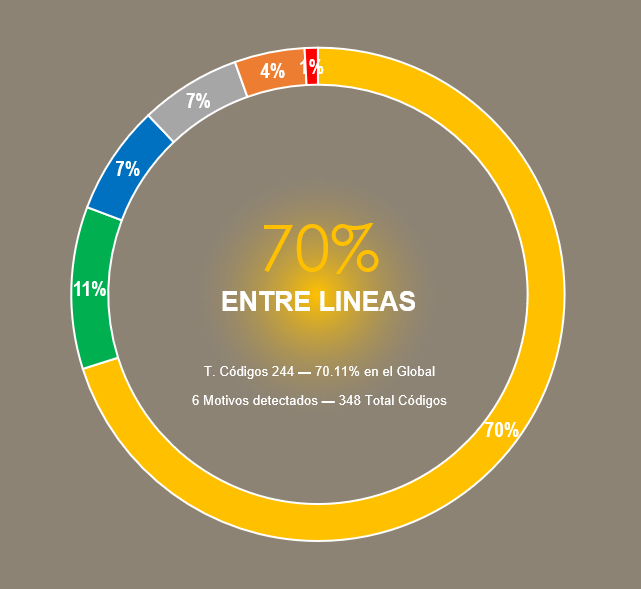 4%
1%
7%
7%
11%
70%
ENTRE LINEAS
T. Códigos 244 — 70.11% en el Global
6 Motivos detectados — 348 Total Códigos
70%